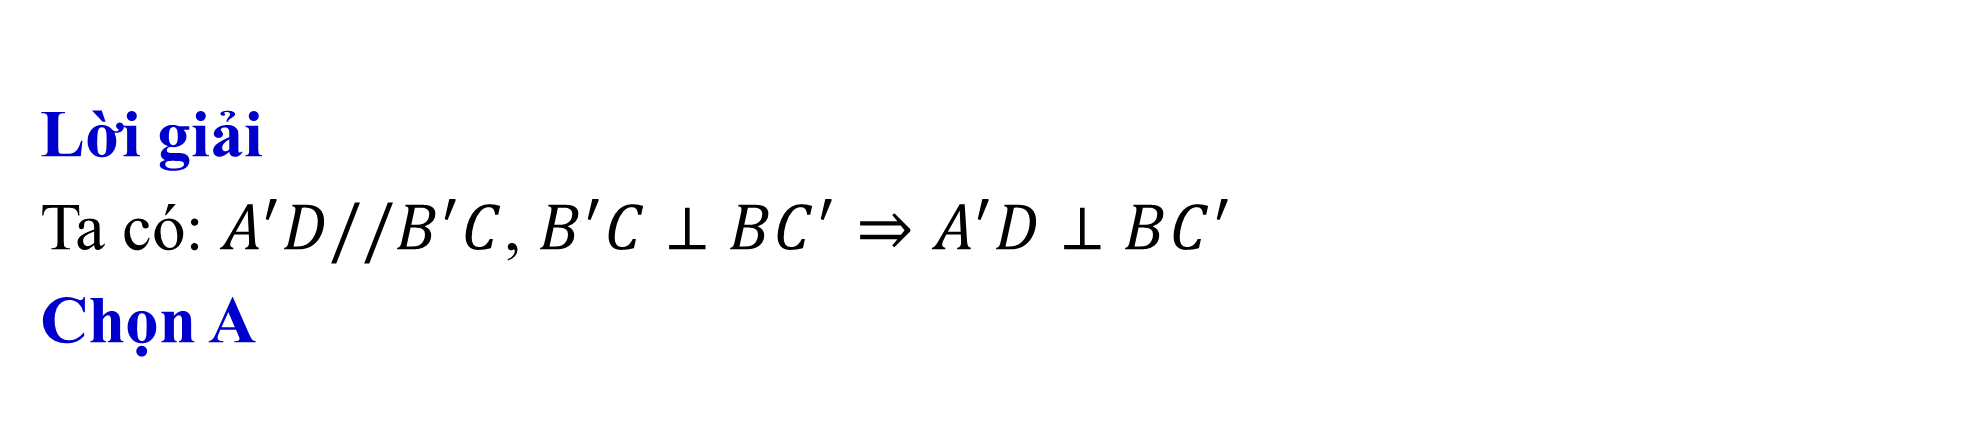 Lời giải
Ta có: A′D//B′C, B′C ⊥ BC′ ⇒ A′D ⊥ BC′
Chọn A